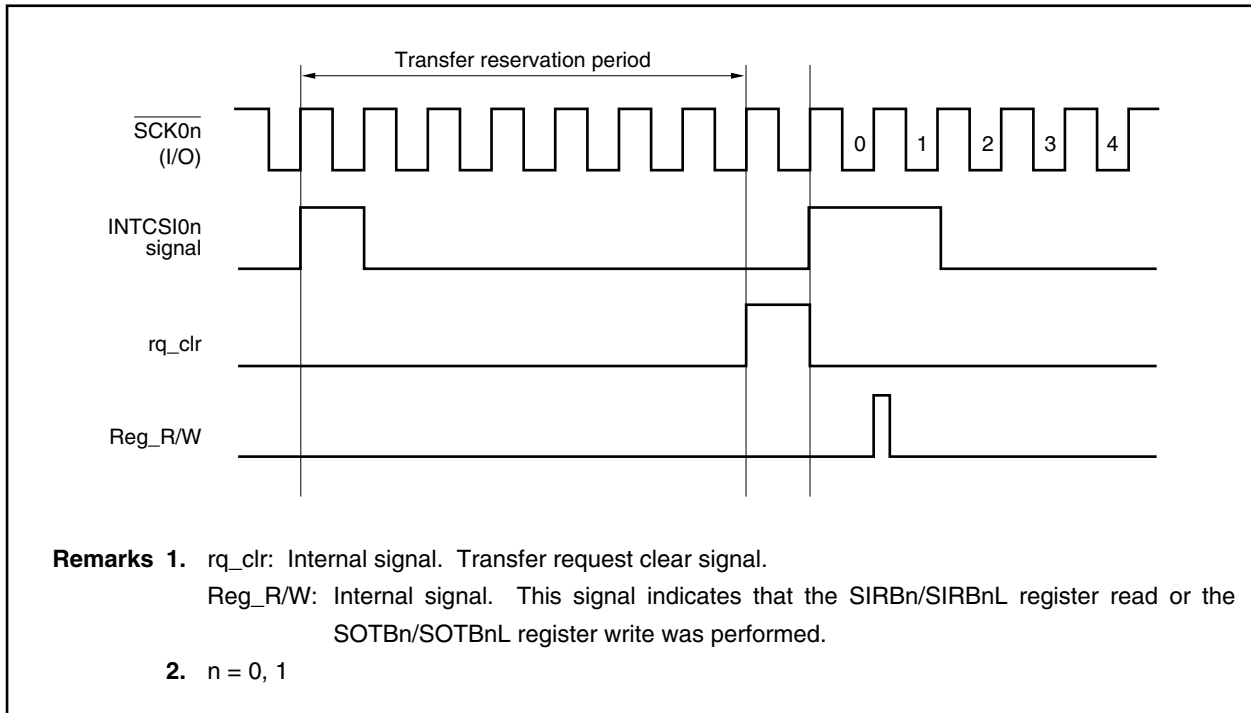 Transfer reservation period
SCK0n
(I/O)
0 1 2 3 4
INTCSI0n
signal
rq_clr
Reg_R/W
Remarks 1. rq_clr: Internal signal. Transfer request clear signal.
Reg_R/W: Internal signal. This signal indicates that the SIRBn/SIRBnL register read or the
SOTBn/SOTBnL register write was performed.
2. n = 0, 1